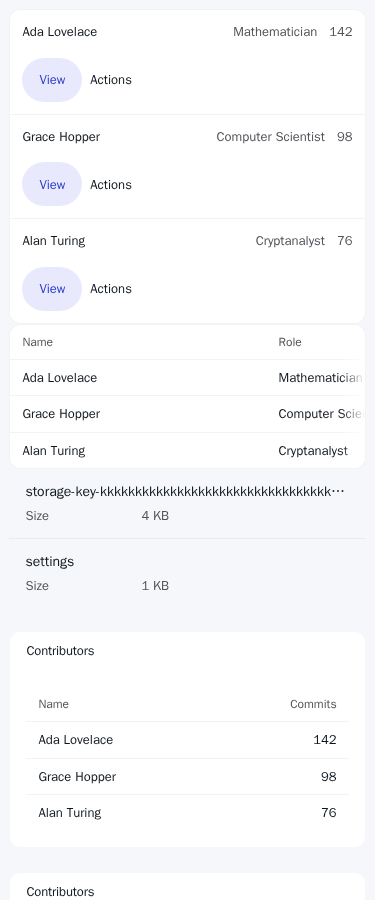 Ada Lovelace Mathematician 142
View Actions
Grace Hopper Computer Scientist 98
View Actions
Alan Turing Cryptanalyst 76
View Actions
Name Role
Ada Lovelace Mathematician
Grace Hopper Computer Scie
Alan Turing Cryptanalyst
storage-key-kkkkkkkkkkkkkkkkkkkkkkkkkkkkkkkkk…
Size 4 KB
settings
Size 1 KB
Contributors
Name Commits
Ada Lovelace 142
Grace Hopper 98
Alan Turing 76
Contributors